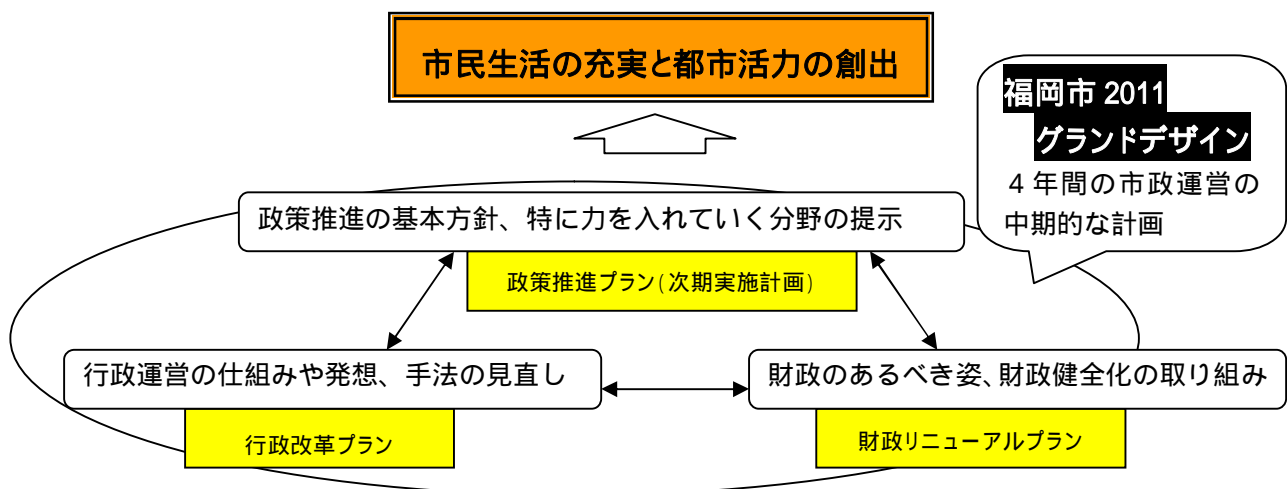 市民生活の充実と都市活力の創出
福岡市 2011
グランドデザイン
4年間の市政運営の
中期的な計画
政策推進の基本方針、特に力を入れていく分野の提示
政策推進プラン(次期実施計画)
行政運営の仕組みや発想、手法の見直し
行政改革プラン
財政のあるべき姿、財政健全化の取り組み
財政リニューアルプラン